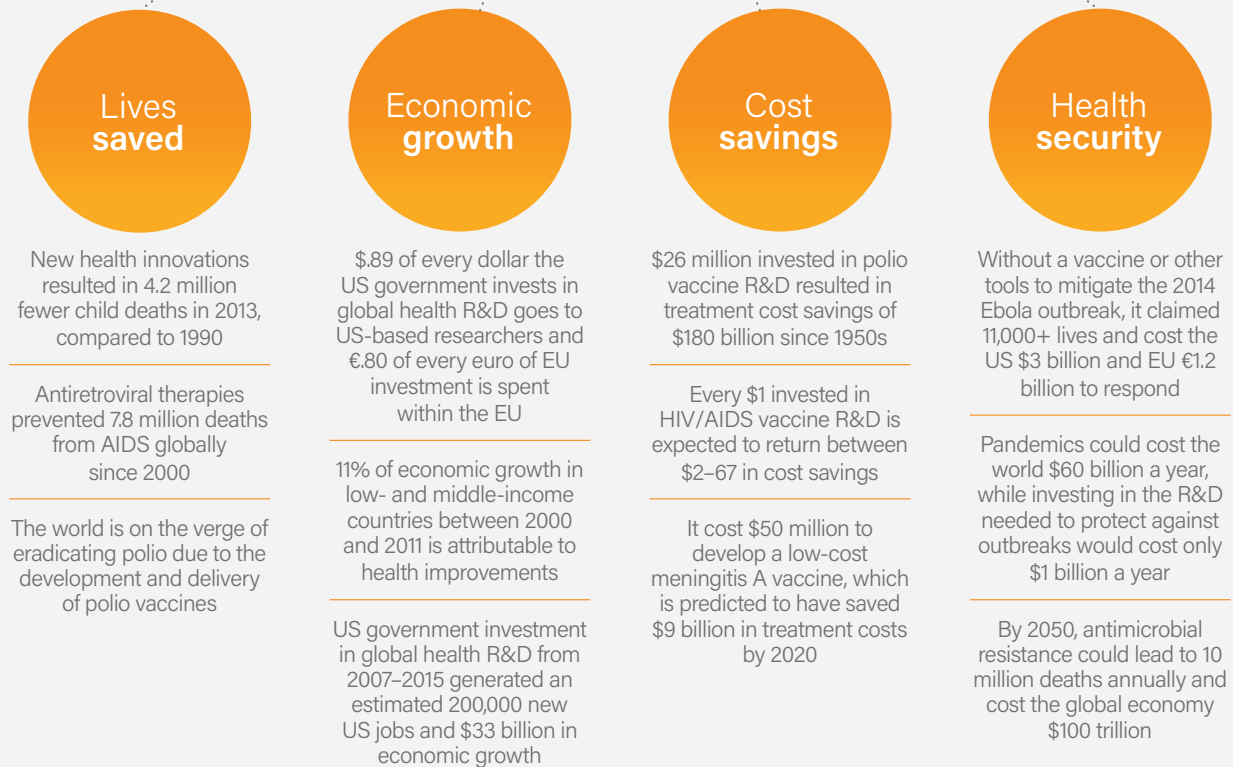 Lives
saved
New health innovations
resulted in 4.2 million
fewer child deaths in 2013,
compared to 1990
Antiretroviral therapies
prevented 7.8 million deaths
from AIDS globally
since 2000
The world is on the verge of
eradicating polio due to the
development and delivery
of polio vaccines
Economic
growth
$.89 of every dollar the
US government invests in
global health R&D goes to
US-based researchers and
€.80 of every euro of EU
investment is spent
within the EU
11% of economic growth in
low- and middle-income
countries between 2000
and 2011 is attributable to
health improvements
US government investment
in global health R&D from
2007–2015 generated an
estimated 200,000 new
US jobs and $33 billion in
economic growth
Cost
savings
$26 million invested in polio
vaccine R&D resulted in
treatment cost savings of
$180 billion since 1950s
Every $1 invested in
HIV/AIDS vaccine R&D is
expected to return between
$2–67 in cost savings
It cost $50 million to
develop a low-cost
meningitis A vaccine, which
is predicted to have saved
$9 billion in treatment costs
by 2020
Health
security
Without a vaccine or other
tools to mitigate the 2014
Ebola outbreak, it claimed
11,000+ lives and cost the
US $3 billion and EU €1.2
billion to respond
Pandemics could cost the
world $60 billion a year,
while investing in the R&D
needed to protect against
outbreaks would cost only
$1 billion a year
By 2050, antimicrobial
resistance could lead to 10
million deaths annually and
cost the global economy
$100 trillion